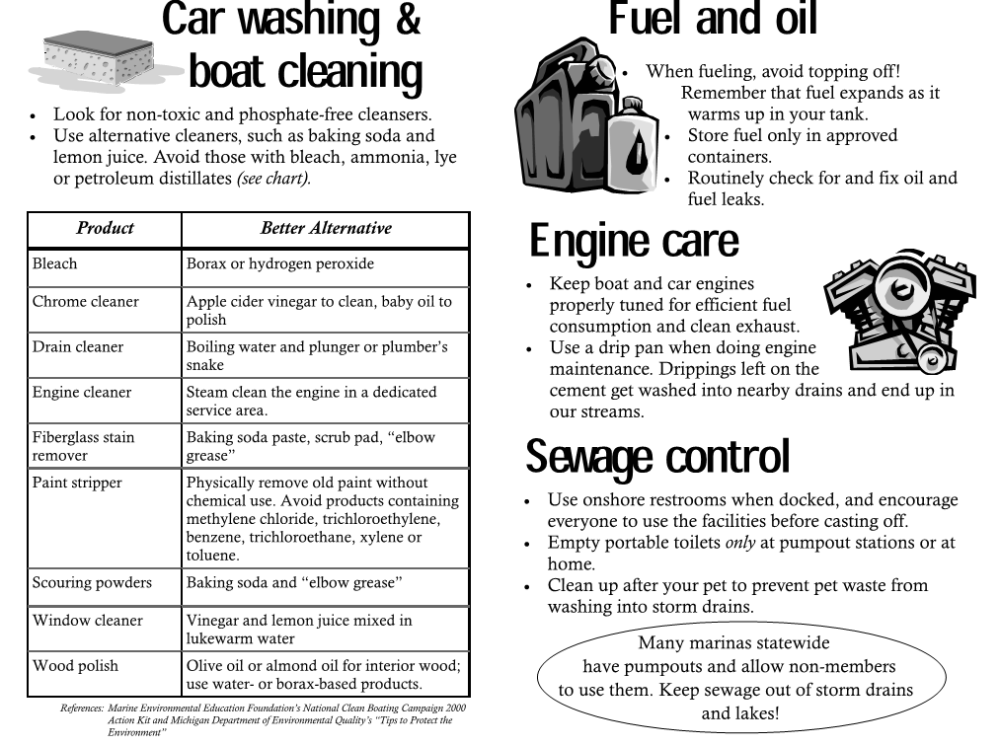 Car washing &
boat cleaning
• Look for non-toxic and phosphate-free cleansers.
• Use alternative cleaners, such as baking soda and
lemon juice. Avoid those with bleach, ammonia, lye
or petroleum distillates (see chart).
Product Better Alternative
Bleach Borax or hydrogen peroxide
Chrome cleaner Apple cider vinegar to clean, baby oil to
polish
Drain cleaner Boiling water and plunger or plumber's
snake
Engine cleaner Steam clean the engine in a dedicated
service area.
Fiberglass stain Baking soda paste, scrub pad, “elbow
remover grease”
Paint stripper Physically remove old paint without
chemical use. Avoid products containing
methylene chloride, trichloroethylene,
benzene, trichloroethane, xylene or
toluene.
Scouring powders Baking soda and “elbow grease”
Window cleaner Vinegar and lemon juice mixed in
lukewarm water
Wood polish Olive oil or almond oil for interior wood;
use water- or borax-based products.
References: Marine Environmental Education Foundation's National Clean Boating Campaign 2000
Action Kit and Michigan Department of Environmental Quality's “Tips to Protect the
Environment”
Fuel and oil
• When fueling, avoid topping off!
Remember that fuel expands as it
warms up in your tank.
• Store fuel only in approved
containers.
• Routinely check for and fix oil and
fuel leaks.
Engine care
• Keep boat and car engines
properly tuned for efficient fuel
consumption and clean exhaust.
• Use a drip pan when doing engine
maintenance. Drippings left on the
cement get washed into nearby drains and end up in
our streams.
Sewage control
• Use onshore restrooms when docked, and encourage
everyone to use the facilities before casting off.
• Empty portable toilets only at pumpout stations or at
home.
• Clean up after your pet to prevent pet waste from
washing into storm drains.
Many marinas statewide
have pumpouts and allow non-members
to use them. Keep sewage out of storm drains
and lakes!